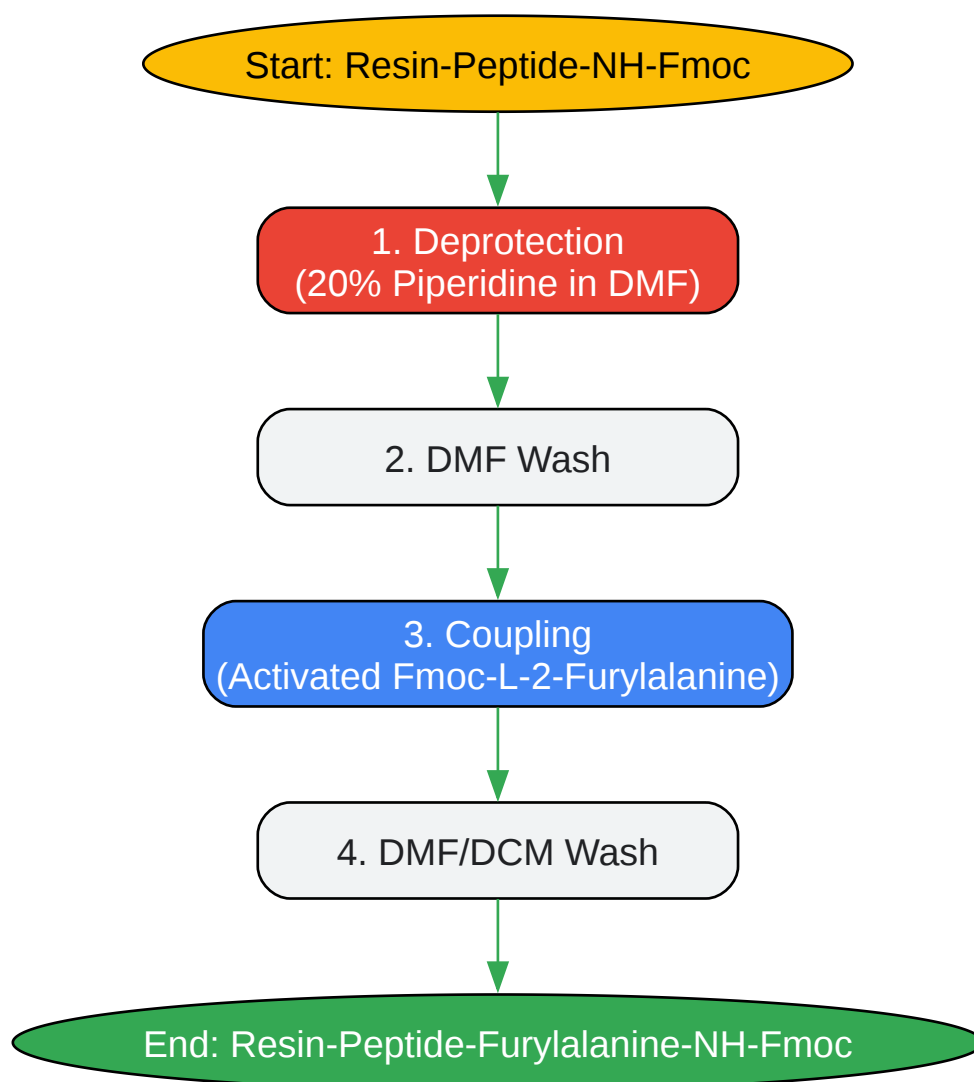 Start: Resin-Peptide-NH-Fmoc
1. Deprotection
(20% Piperidine in DMF)
2. DMF Wash
3. Coupling
(Activated Fmoc-L-2-Furylalanine)
4. DMF/DCM Wash
End: Resin-Peptide-Furylalanine-NH-Fmoc